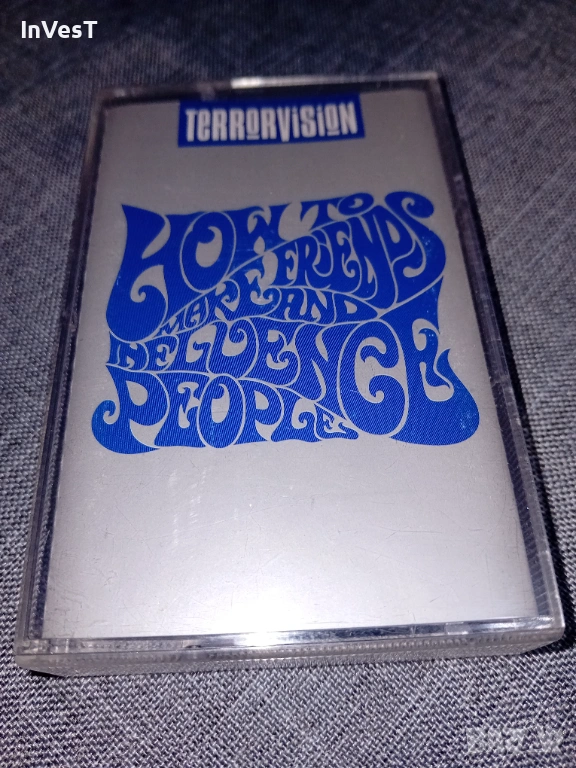 InVesT
TERRORVISION
HOW TO
MAKE FRIENDS
AND
INFLUENCE
PEOPLE